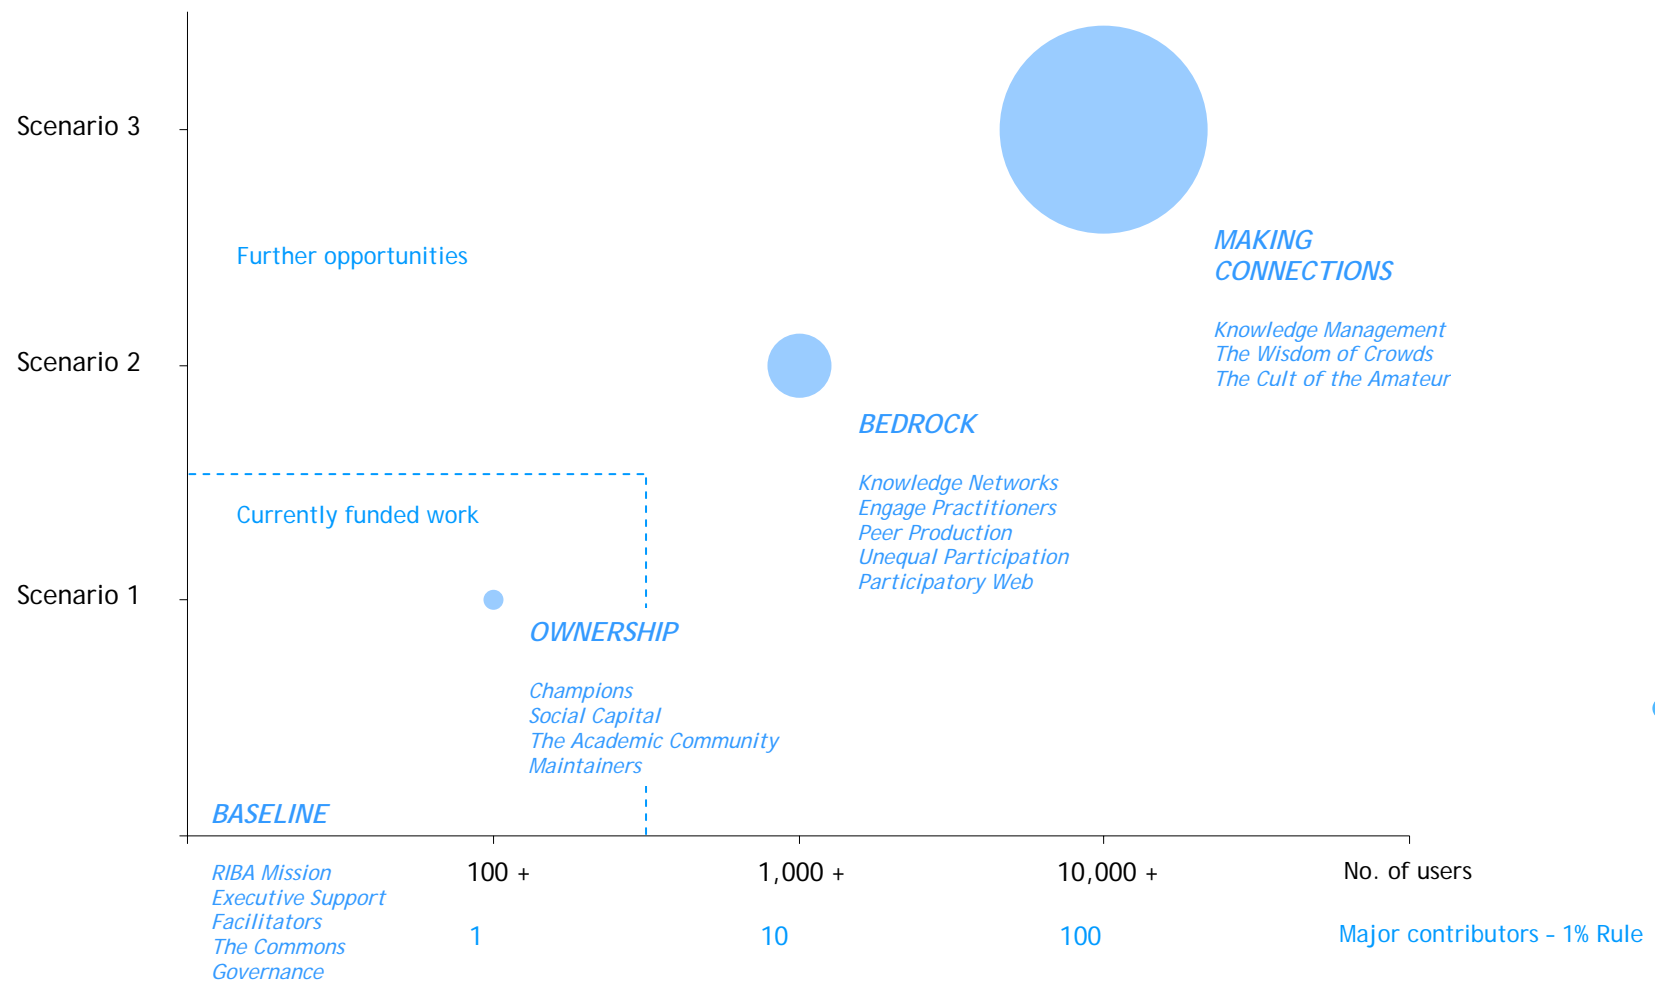 Scenario 3
MAKING
CONNECTIONS
Further opportunities
Knowledge Management
The Wisdom of Crowds
The Cult of the Amateur
Scenario 2
BEDROCK
Knowledge Networks
Engage Practitioners
Peer Production
Unequal Participation
Participatory Web
Currently funded work
Scenario 1
OWNERSHIP
Champions
Social Capital
The Academic Community
Maintainers
BASELINE
RIBA Mission
Executive Support
Facilitators
The Commons
Governance
100 +
1,000 +
10,000 +
No. of users
1
10
100
Major contributors – 1% Rule